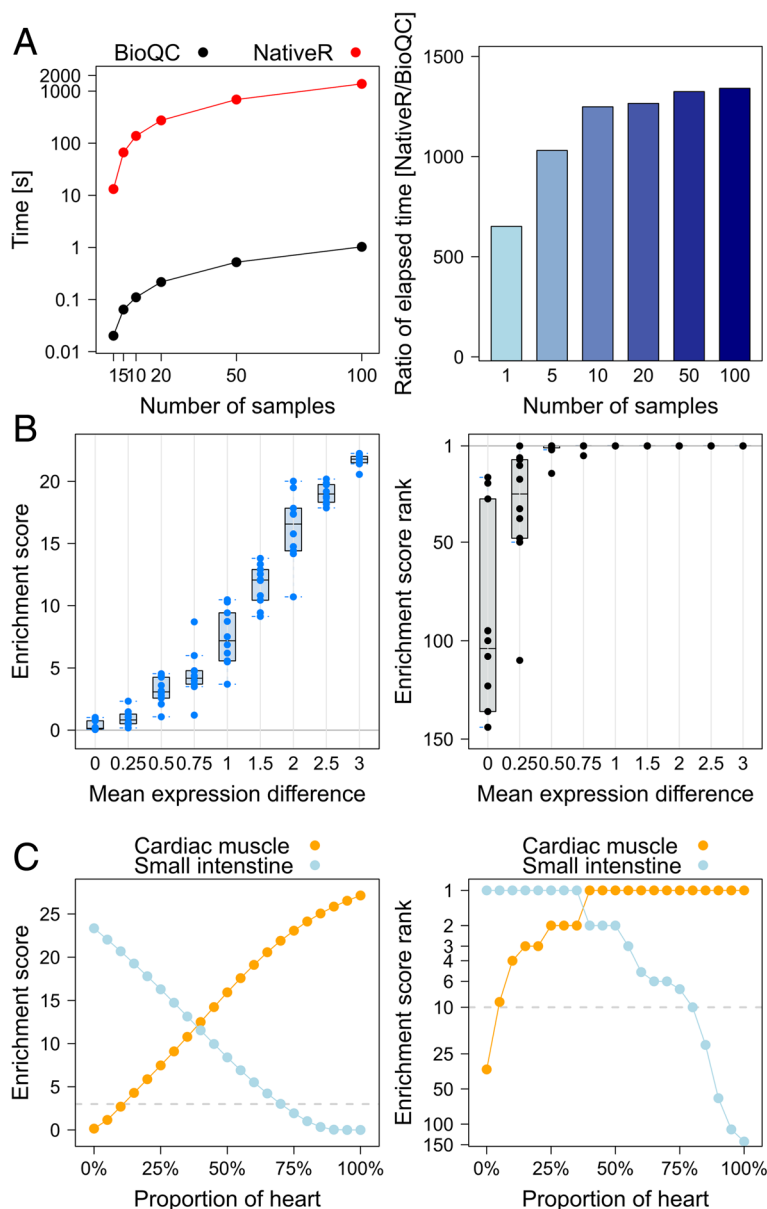 A
BioQC
NativeR
2000
1000
100
10
1
0.1
0.01
Time [s]
1 5 10 20 50 100
Number of samples
1500
1000
500
0
Ratio of elapsed time [NativeR/BioQC]
1 5 10 20 50 100
Number of samples
B
20
15
10
5
0
Enrichment score
0 0.25 0.5 0.75 1 1.5 2 2.5 3
Mean expression difference
1
50
100
150
Enrichment score rank
0 0.25 0.5 0.75 1 1.5 2 2.5 3
Mean expression difference
C
Cardiac muscle
Small intenstine
25
20
15
10
5
0
Enrichment score
0% 25% 50% 75% 100%
Proportion of heart
Cardiac muscle
Small intenstine
1
2
3
4
6
10
25
50
100
150
Enrichment score rank
0% 25% 50% 75% 100%
Proportion of heart